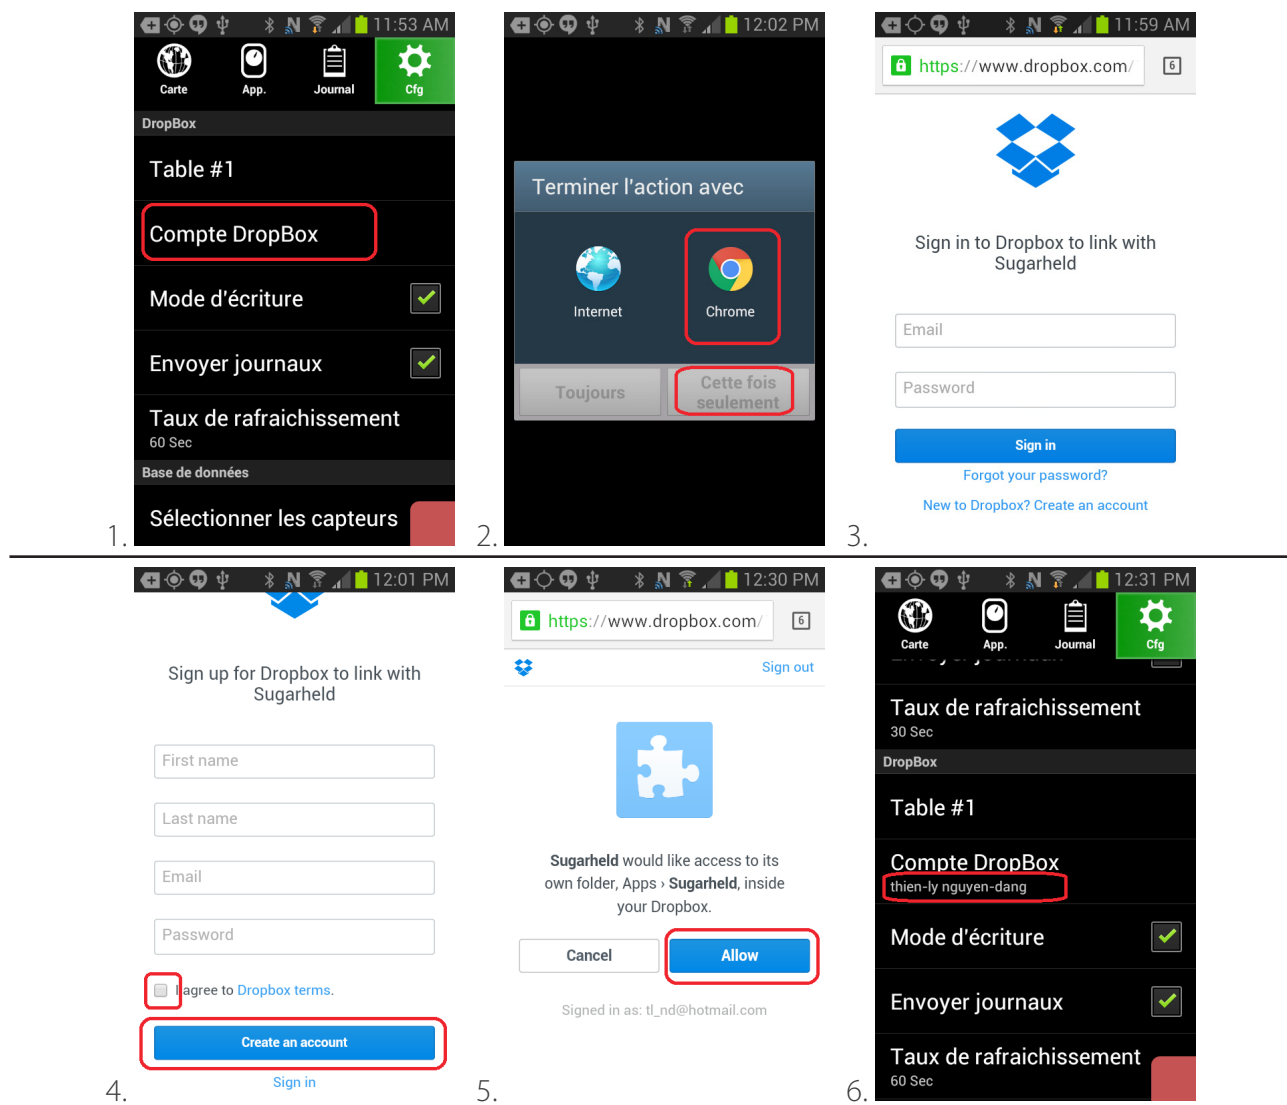 11:53 AM
Carte
App.
Journal
Cfg
DropBox
Table #1
Compte DropBox
Mode d'écriture
Envoyer journaux
Taux de rafraichissement
60 Sec
Base de données
Sélectionner les capteurs
1.
12:02 PM
Terminer l'action avec
Internet
Chrome
Toujours
Cette fois
seulement
2.
11:59 AM
https://www.dropbox.com/
6
Sign in to Dropbox to link with
Sugarheld
Email
Password
Sign in
Forgot your password?
New to Dropbox? Create an account
3.
12:01 PM
Sign up for Dropbox to link with
Sugarheld
First name
Last name
Email
Password
I agree to Dropbox terms.
Create an account
Sign in
4.
12:30 PM
https://www.dropbox.com/
6
Sign out
Sugarheld would like access to its
own folder, Apps › Sugarheld, inside
your Dropbox.
Cancel
Allow
Signed in as: tl_nd@hotmail.com
5.
12:31 PM
Carte
App.
Journal
Cfg
Envoyer journaux
Taux de rafraichissement
30 Sec
DropBox
Table #1
Compte DropBox
thien-ly nguyen-dang
Mode d'écriture
Envoyer journaux
Taux de rafraichissement
60 Sec
6.